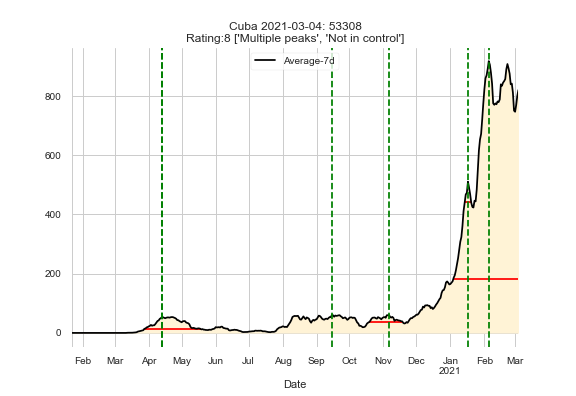 Cuba 2021-03-04: 53308
Rating:8 ['Multiple peaks', 'Not in control']
Average-7d
800
600
400
200
0
Feb Mar Apr May Jun Jul Aug Sep Oct Nov Dec Jan Feb Mar
2021
Date